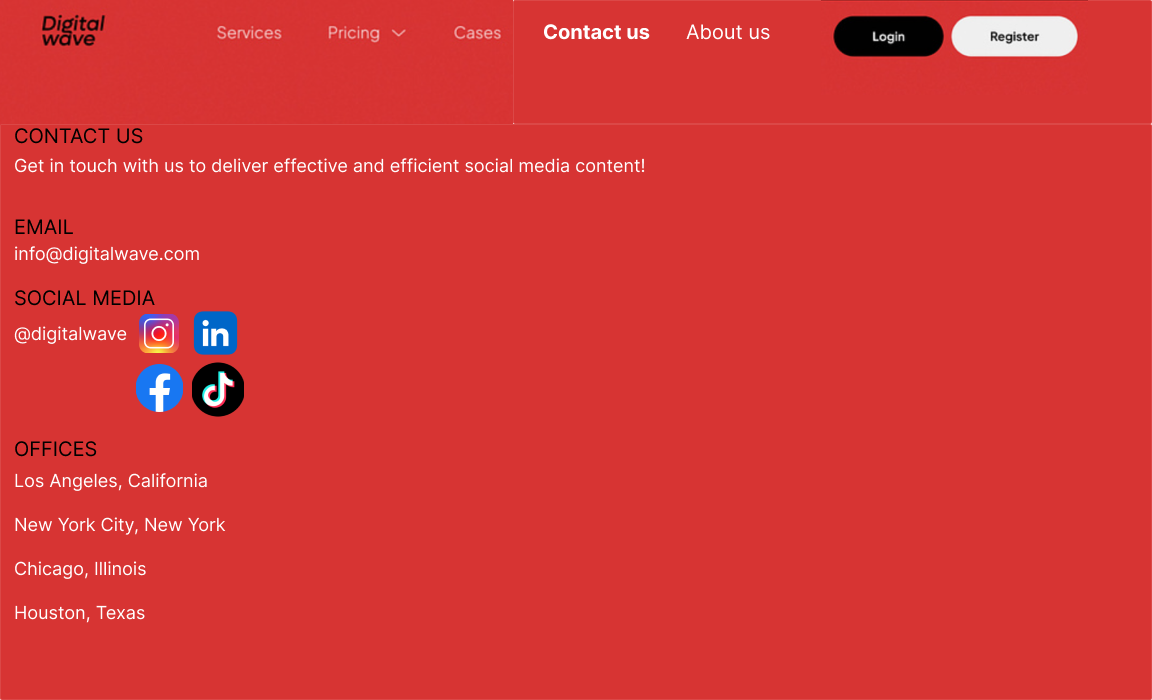 Digital
wave
Services Pricing Cases Contact us About us Login Register
CONTACT US
Get in touch with us to deliver effective and efficient social media content!
EMAIL
info@digitalwave.com
SOCIAL MEDIA
@digitalwave in
OFFICES
Los Angeles, California
New York City, New York
Chicago, Illinois
Houston, Texas